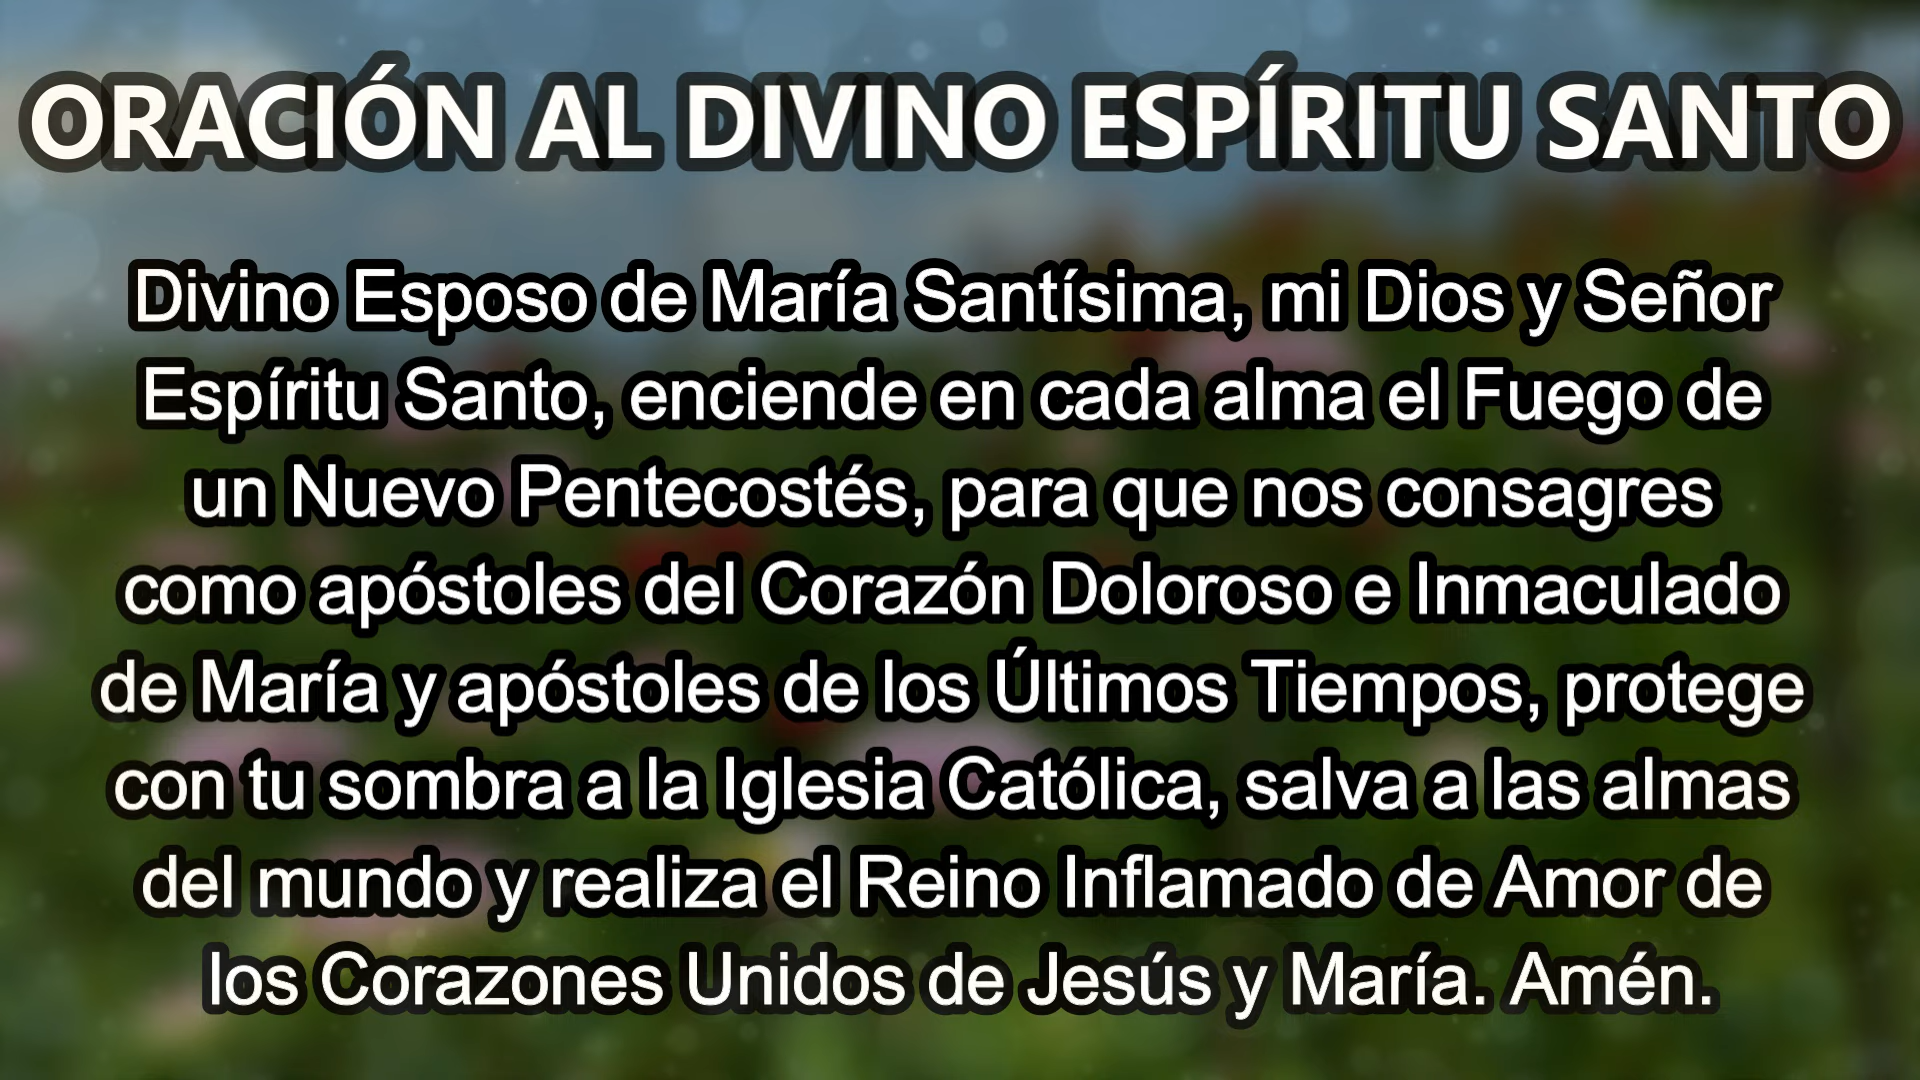 ORACIÓN AL DIVINO ESPÍRITU SANTO
Divino Esposo de María Santísima, mi Dios y Señor
Espíritu Santo, enciende en cada alma el Fuego de
un Nuevo Pentecostés, para que nos consagres
como apóstoles del Corazón Doloroso e Inmaculado
de María y apóstoles de los Últimos Tiempos, protege
con tu sombra a la Iglesia Católica, salva a las almas
del mundo y realiza el Reino Inflamado de Amor de
los Corazones Unidos de Jesús y María. Amén.